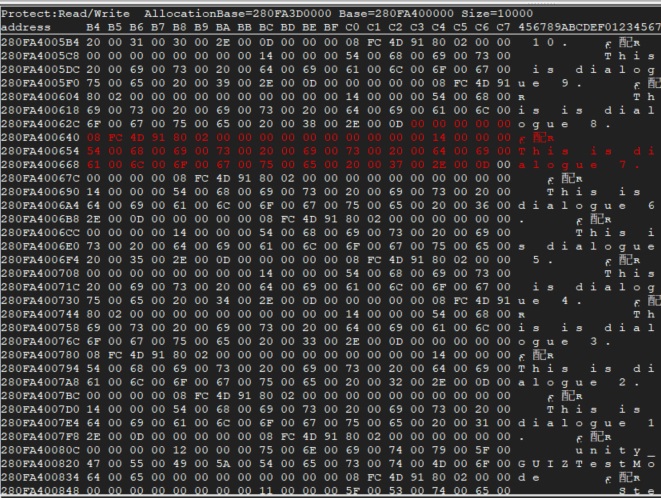 Protect:Read/Write AllocationBase=280FA3D0000 Base=280FA400000 Size=10000
address B4 B5 B6 B7 B8 B9 BA BB BC BD BE BF C0 C1 C2 C3 C4 C5 C6 C7 456789ABCDEF01234567
280FA4005B4 20 00 31 00 30 00 2E 00 0D 00 00 00 08 FC 4D 91 80 02 00 00 1 0 . ع配ʀ
280FA4005C8 00 00 00 00 00 00 00 00 14 00 00 00 54 00 68 00 69 00 73 00 T h i s
280FA4005DC 20 00 69 00 73 00 20 00 64 00 69 00 61 00 6C 00 6F 00 67 00 i s d i a l o g
280FA4005F0 75 00 65 00 20 00 39 00 2E 00 0D 00 00 00 00 00 08 FC 4D 91 u e 9 . ع配
280FA400604 80 02 00 00 00 00 00 00 00 00 00 00 14 00 00 00 54 00 68 00 ʀ T h
280FA400618 69 00 73 00 20 00 69 00 73 00 20 00 64 00 69 00 61 00 6C 00 i s i s d i a l
280FA40062C 6F 00 67 00 75 00 65 00 20 00 38 00 2E 00 0D 00 00 00 00 00 o g u e 8 .
280FA400640 08 FC 4D 91 80 02 00 00 00 00 00 00 00 00 00 00 14 00 00 00 ع配ʀ
280FA400654 54 00 68 00 69 00 73 00 20 00 69 00 73 00 20 00 64 00 69 00 T h i s i s d i
280FA400668 61 00 6C 00 6F 00 67 00 75 00 65 00 20 00 37 00 2E 00 0D 00 a l o g u e 7 .
280FA40067C 00 00 00 00 08 FC 4D 91 80 02 00 00 00 00 00 00 00 00 00 00 ع配ʀ
280FA400690 14 00 00 00 54 00 68 00 69 00 73 00 20 00 69 00 73 00 20 00 T h i s i s
280FA4006A4 64 00 69 00 61 00 6C 00 6F 00 67 00 75 00 65 00 20 00 36 00 d i a l o g u e 6
280FA4006B8 2E 00 0D 00 00 00 00 00 08 FC 4D 91 80 02 00 00 00 00 00 00 . ع配ʀ
280FA4006CC 00 00 00 00 14 00 00 00 54 00 68 00 69 00 73 00 20 00 69 00 T h i s i
280FA4006E0 73 00 20 00 64 00 69 00 61 00 6C 00 6F 00 67 00 75 00 65 00 s d i a l o g u e
280FA4006F4 20 00 35 00 2E 00 0D 00 00 00 00 00 08 FC 4D 91 80 02 00 00 5 . ع配ʀ
280FA400708 00 00 00 00 00 00 00 00 14 00 00 00 54 00 68 00 69 00 73 00 T h i s
280FA40071C 20 00 69 00 73 00 20 00 64 00 69 00 61 00 6C 00 6F 00 67 00 i s d i a l o g
280FA400730 75 00 65 00 20 00 34 00 2E 00 0D 00 00 00 00 00 08 FC 4D 91 u e 4 . ع配
280FA400744 80 02 00 00 00 00 00 00 00 00 00 00 14 00 00 00 54 00 68 00 ʀ T h
280FA400758 69 00 73 00 20 00 69 00 73 00 20 00 64 00 69 00 61 00 6C 00 i s i s d i a l
280FA40076C 6F 00 67 00 75 00 65 00 20 00 33 00 2E 00 0D 00 00 00 00 00 o g u e 3 .
280FA400780 08 FC 4D 91 80 02 00 00 00 00 00 00 00 00 00 00 14 00 00 00 ع配ʀ
280FA400794 54 00 68 00 69 00 73 00 20 00 69 00 73 00 20 00 64 00 69 00 T h i s i s d i
280FA4007A8 61 00 6C 00 6F 00 67 00 75 00 65 00 20 00 32 00 2E 00 0D 00 a l o g u e 2 .
280FA4007BC 00 00 00 00 08 FC 4D 91 80 02 00 00 00 00 00 00 00 00 00 00 ع配ʀ
280FA4007D0 14 00 00 00 54 00 68 00 69 00 73 00 20 00 69 00 73 00 20 00 T h i s i s
280FA4007E4 64 00 69 00 61 00 6C 00 6F 00 67 00 75 00 65 00 20 00 31 00 d i a l o g u e 1
280FA4007F8 2E 00 0D 00 00 00 00 00 08 FC 4D 91 80 02 00 00 00 00 00 00 . ع配ʀ
280FA40080C 00 00 00 00 12 00 00 00 75 00 6E 00 69 00 74 00 79 00 5F 00 u n i t y _
280FA400820 47 00 55 00 49 00 5A 00 54 00 65 00 73 00 74 00 4D 00 6F 00 G U I Z T e s t M o
280FA400834 64 00 65 00 00 00 00 00 08 FC 4D 91 80 02 00 00 00 00 00 00 d e ع配ʀ
280FA400848 00 00 00 00 00 00 00 00 11 00 00 00 5F 00 53 00 74 00 65 00 _ S t e